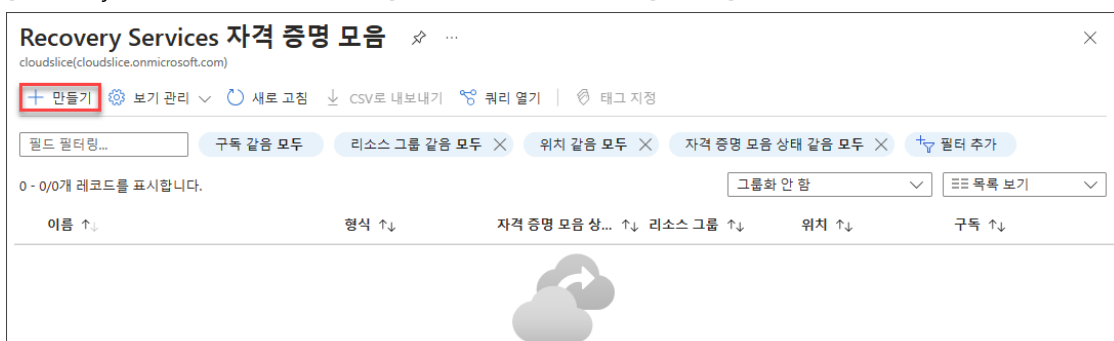 Recovery Services 자격 증명 모음 ...
cloudslice(cloudslice.onmicrosoft.com)
+ 만들기 보기 관리 새로 고침 CSV로 내보내기 쿼리 열기 태그 지정
필드 필터링... 구독 같음 모두 리소스 그룹 같음 모두 위치 같음 모두 자격 증명 모음 상태 같음 모두 필터 추가
0 - 0/0개 레코드를 표시합니다. 그룹화 안 함 목록 보기
이름 ↑↓ 형식 ↑↓ 자격 증명 모음 상... ↑↓ 리소스 그룹 ↑↓ 위치 ↑↓ 구독 ↑↓